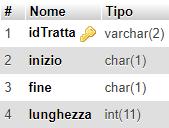 # Nome Tipo
1 idTratta varchar(2)
2 inizio char(1)
3 fine char(1)
4 lunghezza int(11)